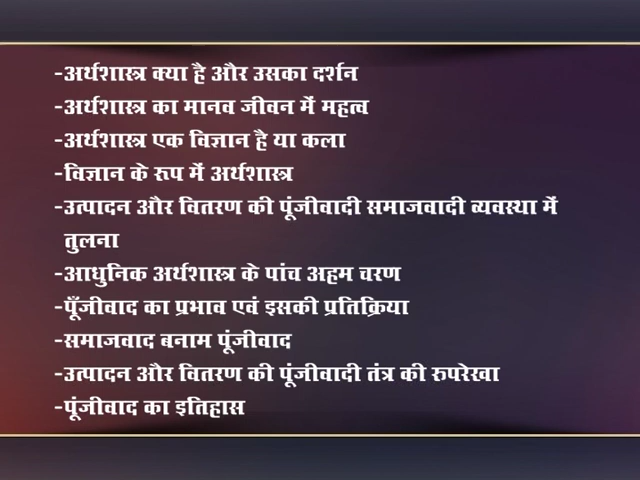 -अर्थशास्त्र क्या है और उसका दर्शन
-अर्थशास्त्र का मानव जीवन में महत्व
-अर्थशास्त्र एक विज्ञान है या कला
-विज्ञान के रूप में अर्थशास्त्र
-उत्पादन और वितरण की पूंजीवादी समाजवादी व्यवस्था में
तुलना
-आधुनिक अर्थशास्त्र के पांच अहम चरण
-पूँजीवाद का प्रभाव एवं इसकी प्रतिक्रिया
-समाजवाद बनाम पूंजीवाद
-उत्पादन और वितरण की पूंजीवादी तंत्र की रुपरेखा
-पूंजीवाद का इतिहास